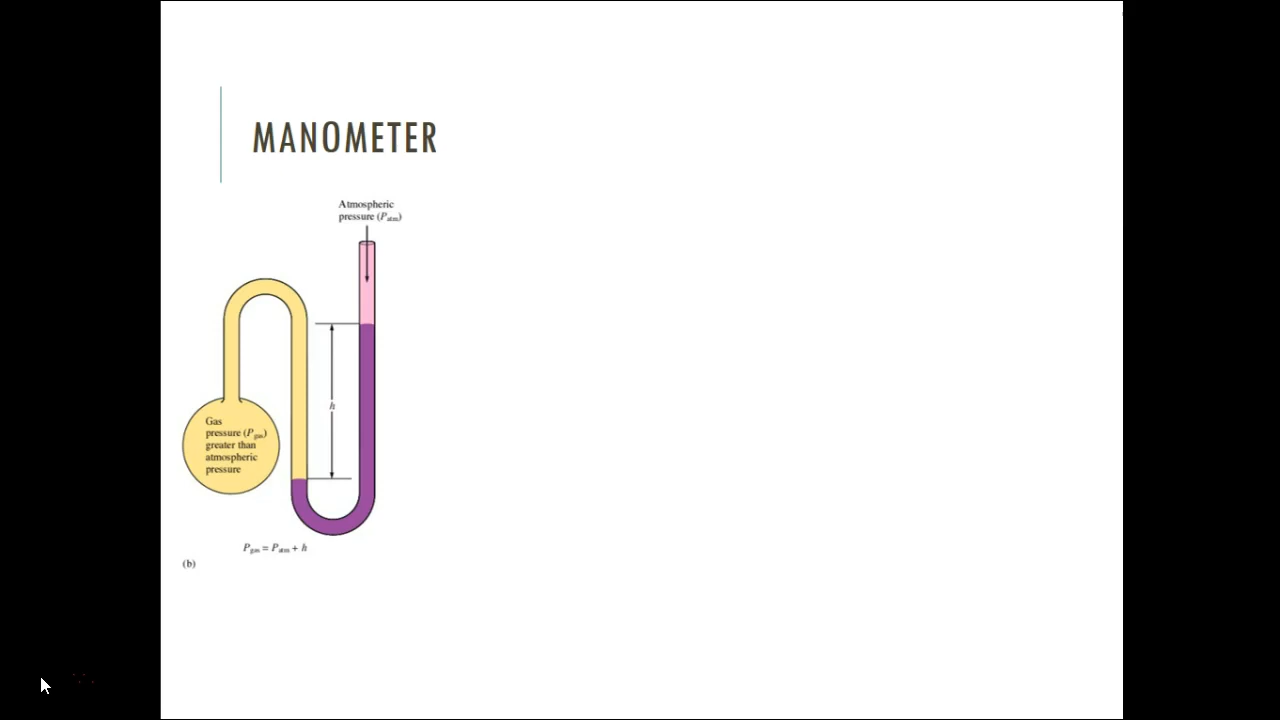 MANOMETER
Atmospheric
pressure (Patm)
h
Gas
pressure (Pgas)
greater than
atmospheric
pressure
Pgas = Patm + h
(b)